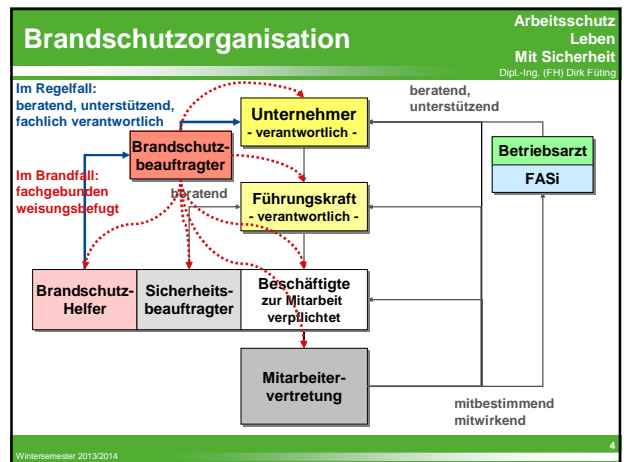 Brandschutzorganisation
Arbeitsschutz
Leben
Mit Sicherheit
Dipl.-Ing. (FH) Dirk Füting
Im Regelfall:
beratend, unterstützend,
fachlich verantwortlich
Unternehmer
- verantwortlich -
beratend,
unterstützend
Brandschutz-
beauftragter
Betriebsarzt
FASi
Im Brandfall:
fachgebunden
weisungsbefugt
beratend
Führungskraft
- verantwortlich -
Brandschutz-
Helfer
Sicherheits-
beauftragter
Beschäftigte
zur Mitarbeit
verpflichtet
Mitarbeiter-
vertretung
mitbestimmend
mitwirkend
4
Wintersemester 2013/2014